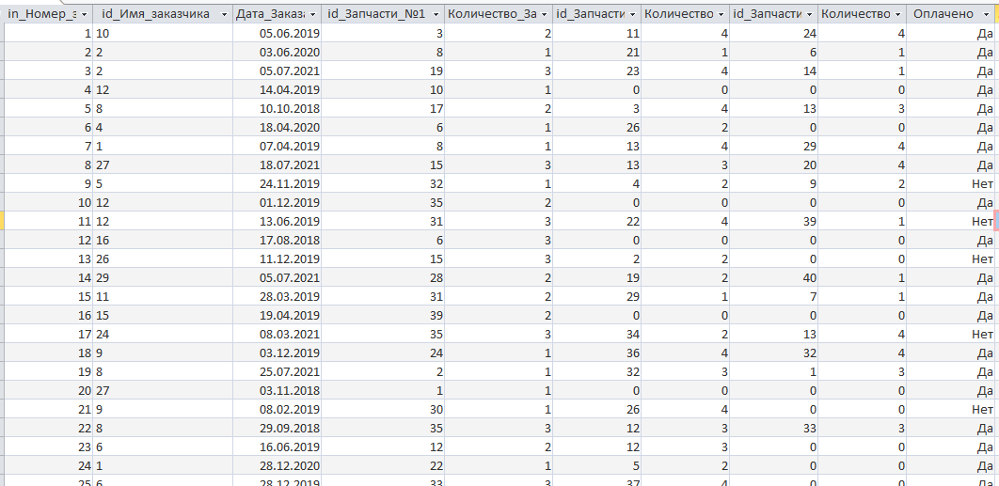 in_Номер_з id_Имя_заказчика Дата_Заказа id_Запчасти_№1 Количество_За id_Запчасти Количество id_Запчасти Количество Оплачено
1 10 05.06.2019 3 2 11 4 24 4 Да
2 2 03.06.2020 8 1 21 1 6 1 Да
3 2 05.07.2021 19 3 23 4 14 1 Да
4 12 14.04.2019 10 1 0 0 0 0 Да
5 8 10.10.2018 17 2 3 4 13 3 Да
6 4 18.04.2020 6 1 26 2 0 0 Да
7 1 07.04.2019 8 1 13 4 29 4 Да
8 27 18.07.2021 15 3 13 3 20 4 Да
9 5 24.11.2019 32 1 4 2 9 2 Нет
10 12 01.12.2019 35 2 0 0 0 0 Да
11 12 13.06.2019 31 3 22 4 39 1 Нет
12 16 17.08.2018 6 3 0 0 0 0 Да
13 26 11.12.2019 15 3 2 2 0 0 Нет
14 29 05.07.2021 28 2 19 2 40 1 Да
15 11 28.03.2019 31 2 29 1 7 1 Да
16 15 19.04.2019 39 2 0 0 0 0 Да
17 24 08.03.2021 35 3 34 2 13 4 Нет
18 9 03.12.2019 24 1 36 4 32 4 Да
19 8 25.07.2021 2 1 32 3 1 3 Да
20 27 03.11.2018 1 1 0 0 0 0 Да
21 9 08.02.2019 30 1 26 4 0 0 Нет
22 8 29.09.2018 35 3 12 3 33 3 Да
23 6 16.06.2019 12 2 12 3 0 0 Да
24 1 28.12.2020 22 1 5 2 0 0 Да
25 6 28.12.2019 33 3 37 4 0 0 Да